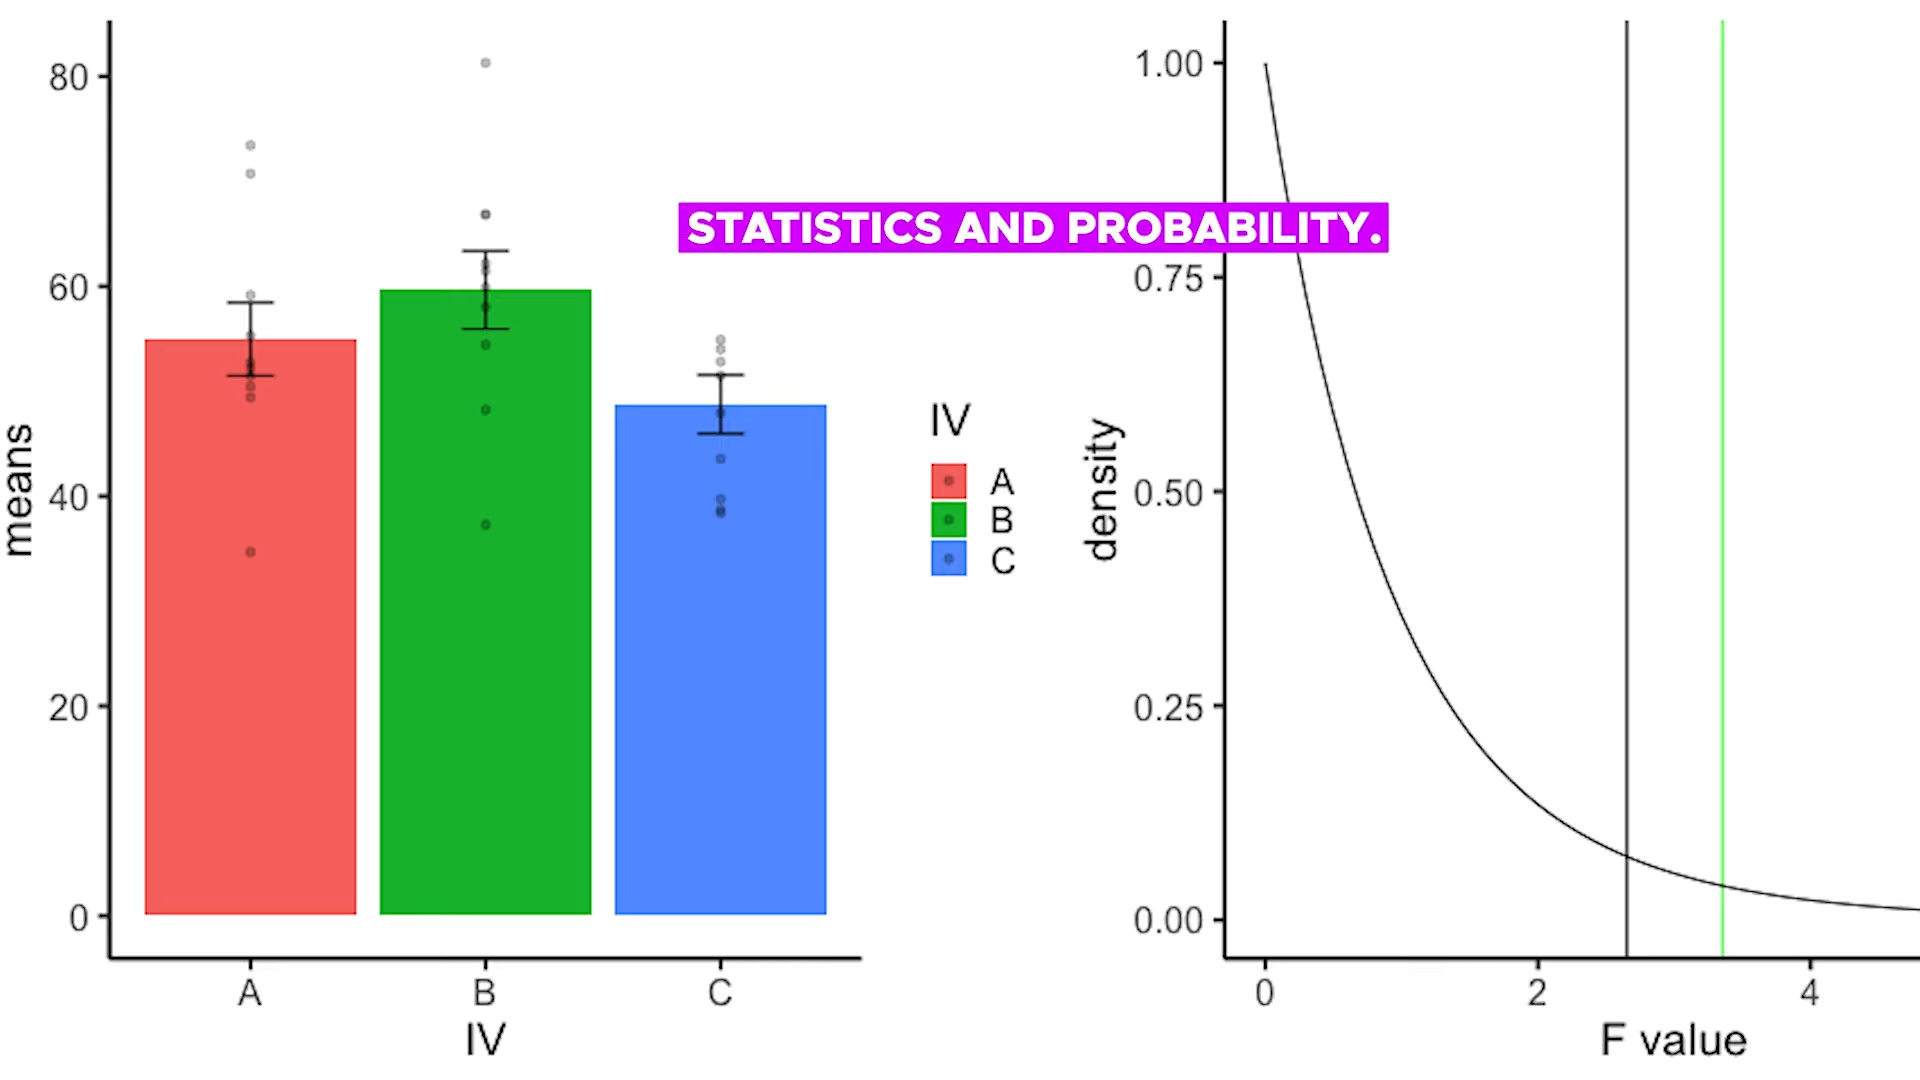 STATISTICS AND PROBABILITY.
means
80
60
40
20
0
A
B
C
IV
IV
A
B
C
density
1.00
0.75
0.50
0.25
0.00
0
2
4
F value